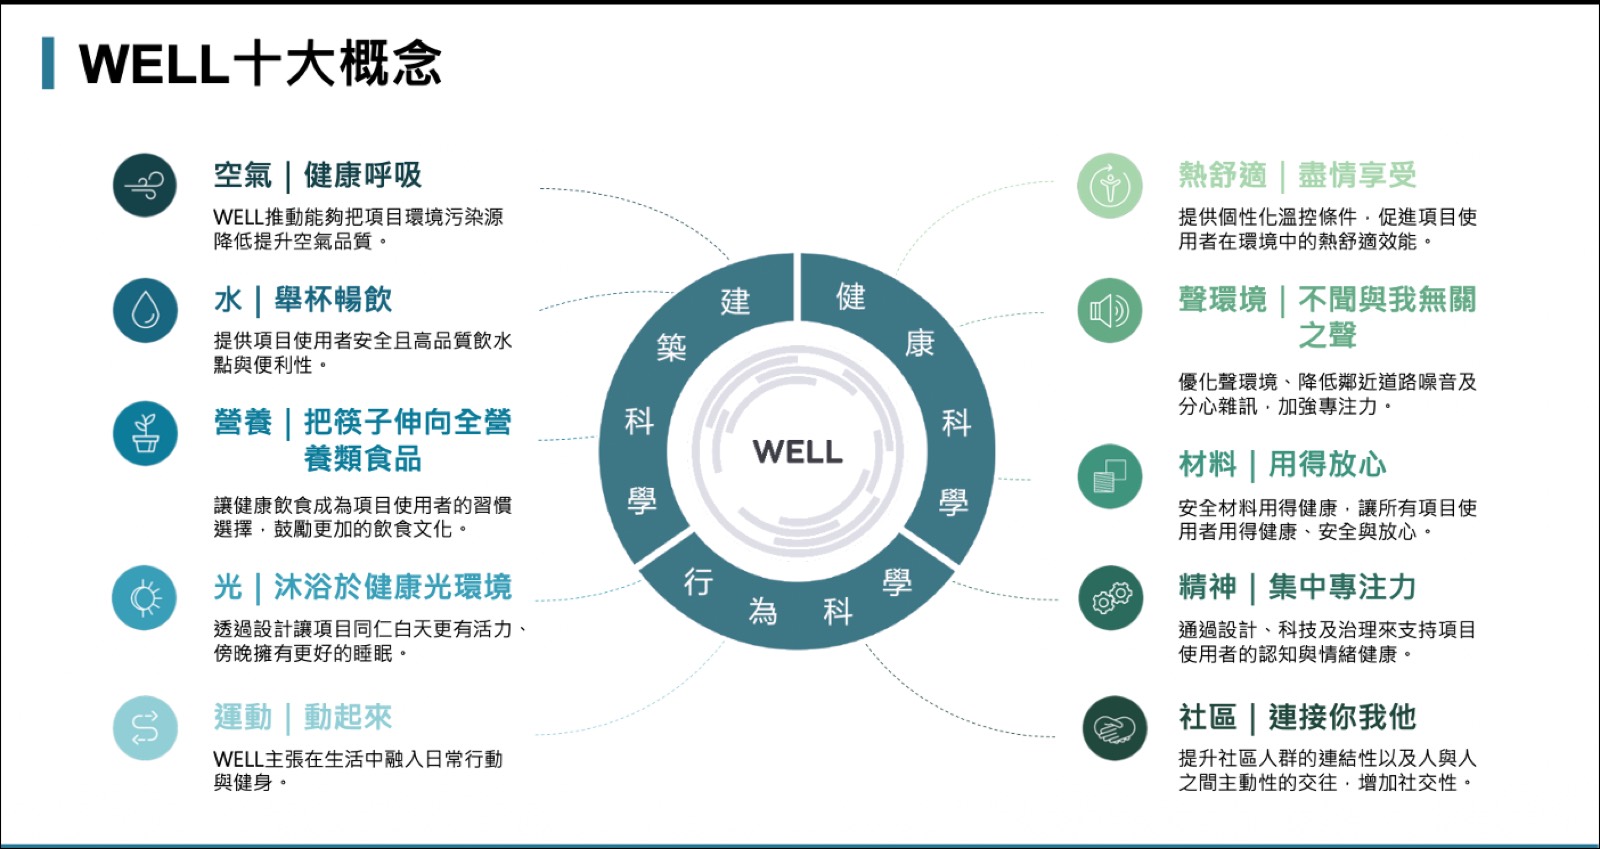 WELL十大概念
空氣｜健康呼吸
WELL推動能夠把項目環境污染源
降低提升空氣品質。
水｜舉杯暢飲
提供項目使用者安全且高品質飲水
點與便利性。
營養｜把筷子伸向全營
養類食品
讓健康飲食成為項目使用者的習慣
選擇，鼓勵更加的飲食文化。
光｜沐浴於健康光環境
透過設計讓項目同仁白天更有活力、
傍晚擁有更好的睡眠。
運動｜動起來
WELL主張在生活中融入日常行動
與健身。
建築科學
健康科學
行為科學
WELL
熱舒適｜盡情享受
提供個性化溫控條件，促進項目使
用者在環境中的熱舒適效能。
聲環境｜不聞與我無關
之聲
優化聲環境、降低鄰近道路噪音及
分心雜訊，加強專注力。
材料｜用得放心
安全材料用得健康，讓所有項目使
用者用得健康、安全與放心。
精神｜集中專注力
通過設計、科技及治理來支持項目
使用者的認知與情緒健康。
社區｜連接你我他
提升社區人群的連結性以及人與人
之間主動性的交往，增加社交性。